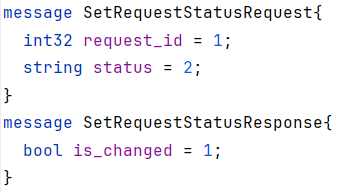 message SetRequestStatusRequest{
  int32 request_id = 1;
  string status = 2;
}
message SetRequestStatusResponse{
  bool is_changed = 1;
}